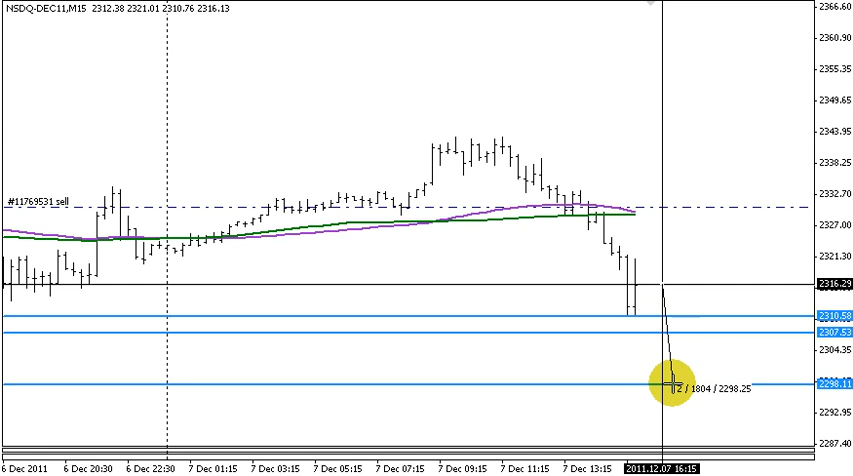 NSDQ-DEC11,M15 2312.38 2321.01 2310.76 2316.13
2366.60
2360.90
2355.35
2349.65
2343.95
2338.25
#11769531 sell
2332.70
2327.00
2321.30
2316.29
2310.58
2307.53
2304.35
2298.11
2 / 1804 / 2298.25
2292.95
2287.40
6 Dec 2011
6 Dec 20:30
6 Dec 22:30
7 Dec 01:15
7 Dec 03:15
7 Dec 05:15
7 Dec 07:15
7 Dec 09:15
7 Dec 11:15
7 Dec 13:15
2011.12.07 16:15